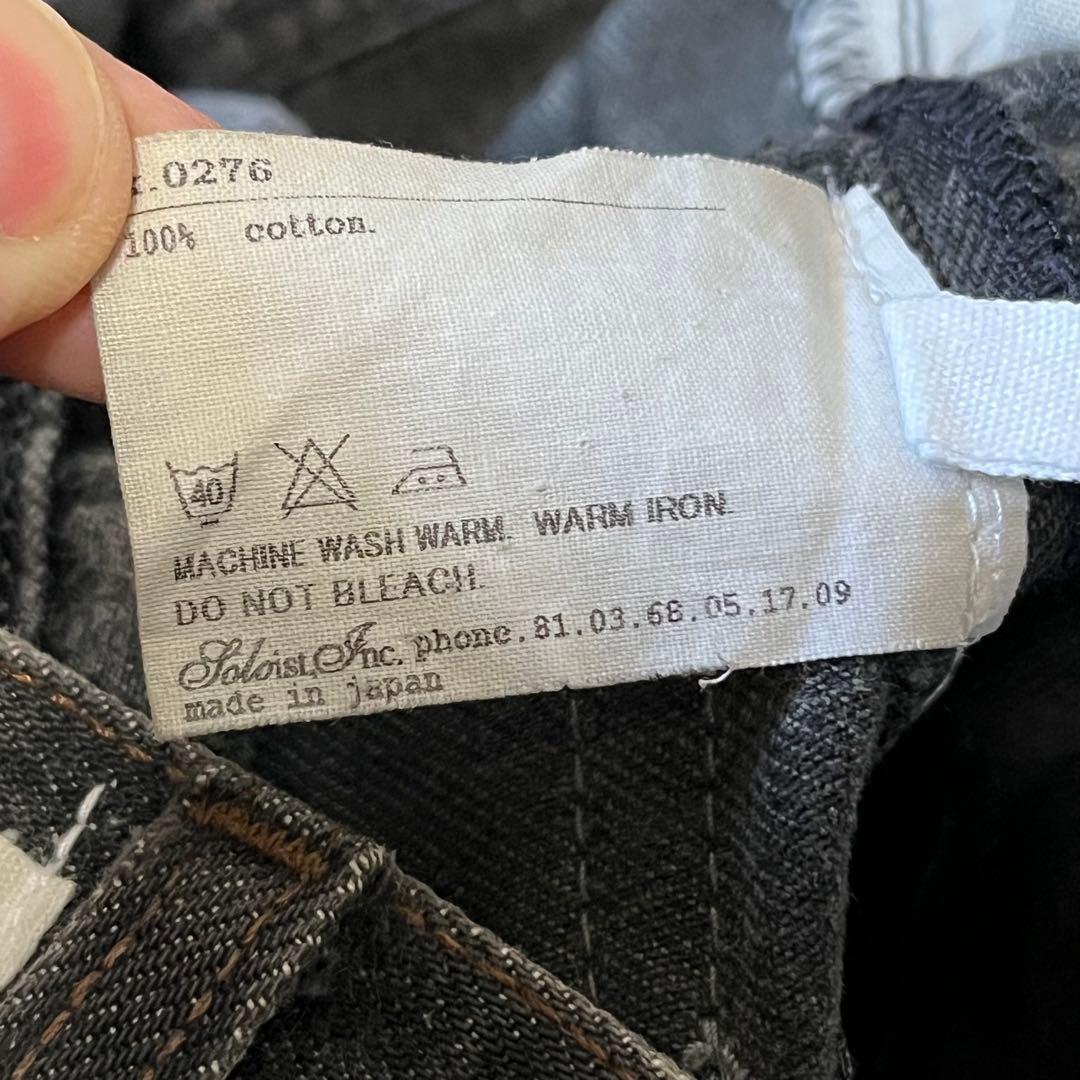 .0276
100% cotton.
40
MACHINE WASH WARM. WARM IRON.
DO NOT BLEACH.
Soloist, Inc. phone.81.03.68.05.17.09
made in japan